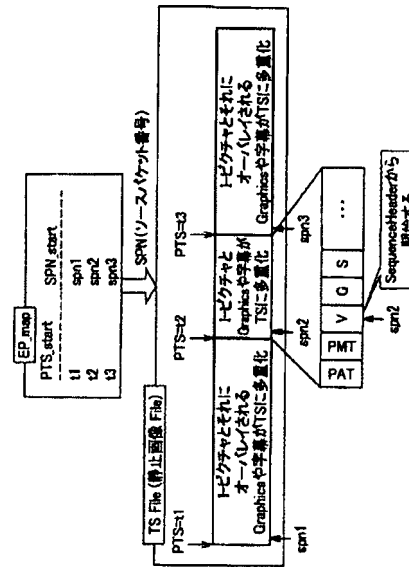 EP_map
PTS_start SPN_start
t1 spn1
t2 spn2
t3 spn3
SPN(ソースパケット番号)
TS File (静止画像 File)
PTS=t1
PTS=t2
PTS=t3
I-ピクチャとそれに
オーバレイされる
Graphicsや字幕がTSに多重化
I-ピクチャと
Graphicsや字幕が
TSに多重化
I-ピクチャとそれに
オーバレイされる
Graphicsや字幕がTSに多重化
spn1
spn2
spn3
PAT PMT V G S ...
spn2
SequenceHeaderから
開始する